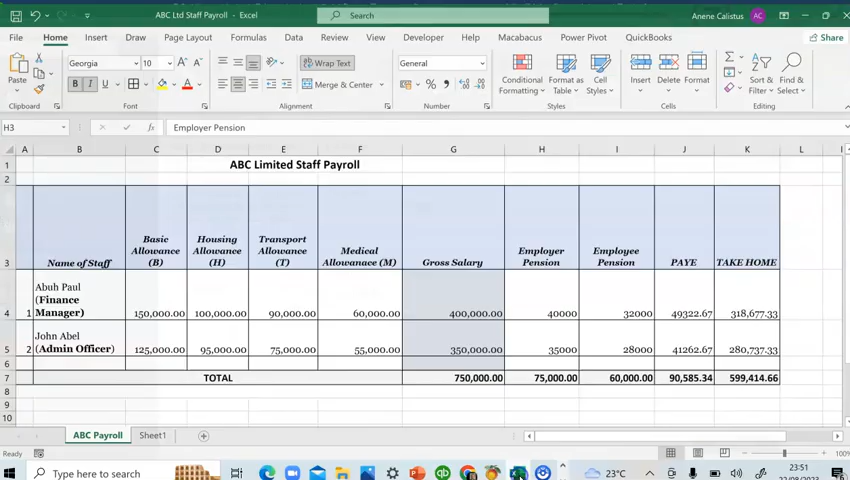 ABC Ltd Staff Payroll - Excel
Search
Anene Calistus AC
File Home Insert Draw Page Layout Formulas Data Review View Developer Help Macabacus Power Pivot QuickBooks Share
Georgia 10 Wrap Text General
Paste B I U Merge & Center % Conditional Formatting Format as Table Cell Styles Insert Delete Format Sort & Filter Find & Select
Clipboard Font Alignment Number Styles Cells Editing
H3 fx Employer Pension
A B C D E F G H I J K L M
1 ABC Limited Staff Payroll
2
3 Name of Staff Basic Allowance (B) Housing Allowance (H) Transport Allowance (T) Medical Allowanace (M) Gross Salary Employer Pension Employee Pension PAYE TAKE HOME
4 1 Abuh Paul (Finance Manager) 150,000.00 100,000.00 90,000.00 60,000.00 400,000.00 40000 32000 49322.67 318,677.33
5 2 John Abel (Admin Officer) 125,000.00 95,000.00 75,000.00 55,000.00 350,000.00 35000 28000 41262.67 280,737.33
6
7 TOTAL 750,000.00 75,000.00 60,000.00 90,585.34 599,414.66
8
9
10
ABC Payroll Sheet1
Ready 100%
Type here to search 23°C 23:51
22/08/2023